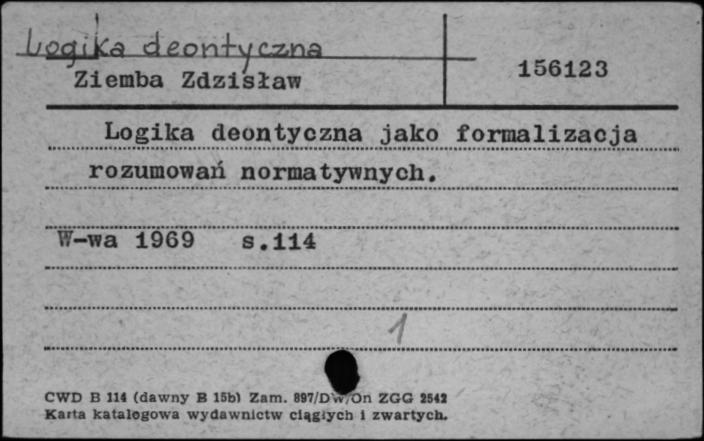 Logika deontyczna
Ziemba Zdzisław
156123
Logika deontyczna jako formalizacja
rozumowań normatywnych.
W-wa 1969 s.114
1
CWD B 114 (dawny B 15b) Zam. 897/DW/On ZGG 2542
Karta katalogowa wydawnictw ciągłych i zwartych.